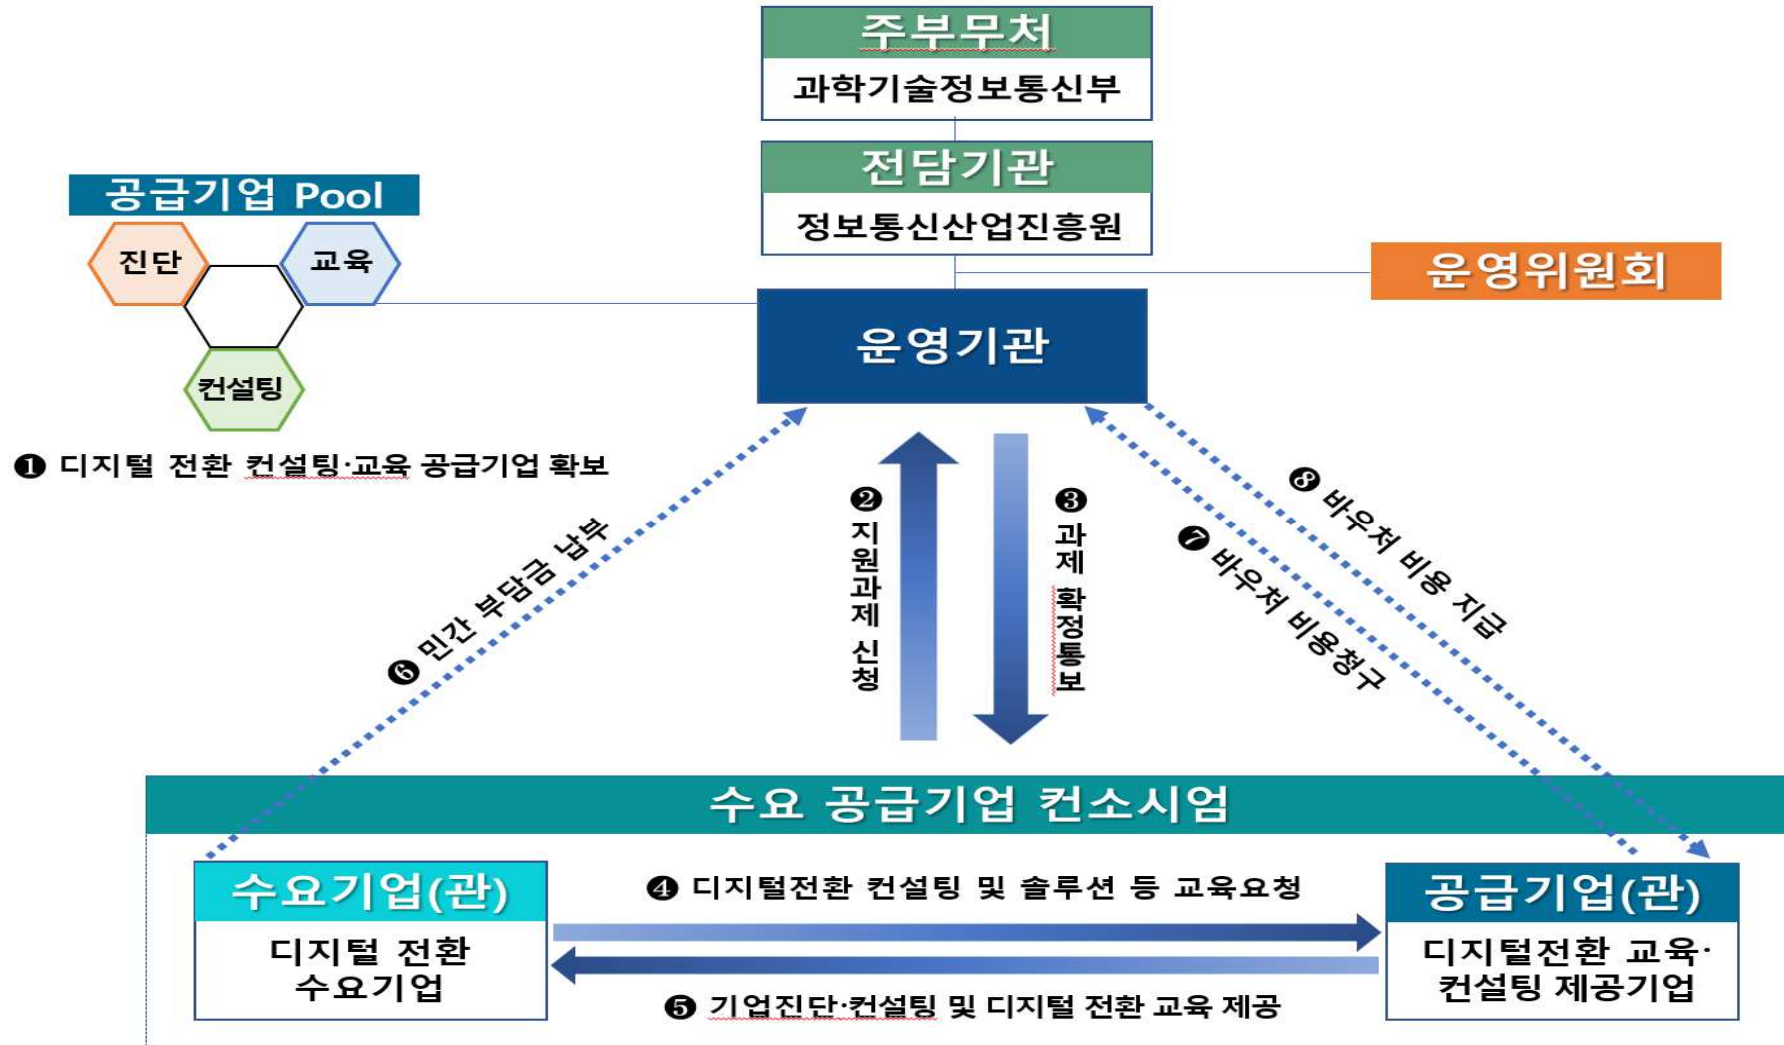 주부무처
과학기술정보통신부
전담기관
정보통신산업진흥원
공급기업 Pool
진단
교육
컨설팅
운영위원회
운영기관
❶ 디지털 전환 컨설팅·교육 공급기업 확보
❷ 지원과제 신청
❸ 과제 확정통보
❻ 민간 부담금 납부
❽ 바우처 비용 지급
❼ 바우처 비용청구
수요 공급기업 컨소시엄
수요기업(관)
디지털 전환
수요기업
❹ 디지털전환 컨설팅 및 솔루션 등 교육요청
❺ 기업진단·컨설팅 및 디지털 전환 교육 제공
공급기업(관)
디지털전환 교육·
컨설팅 제공기업